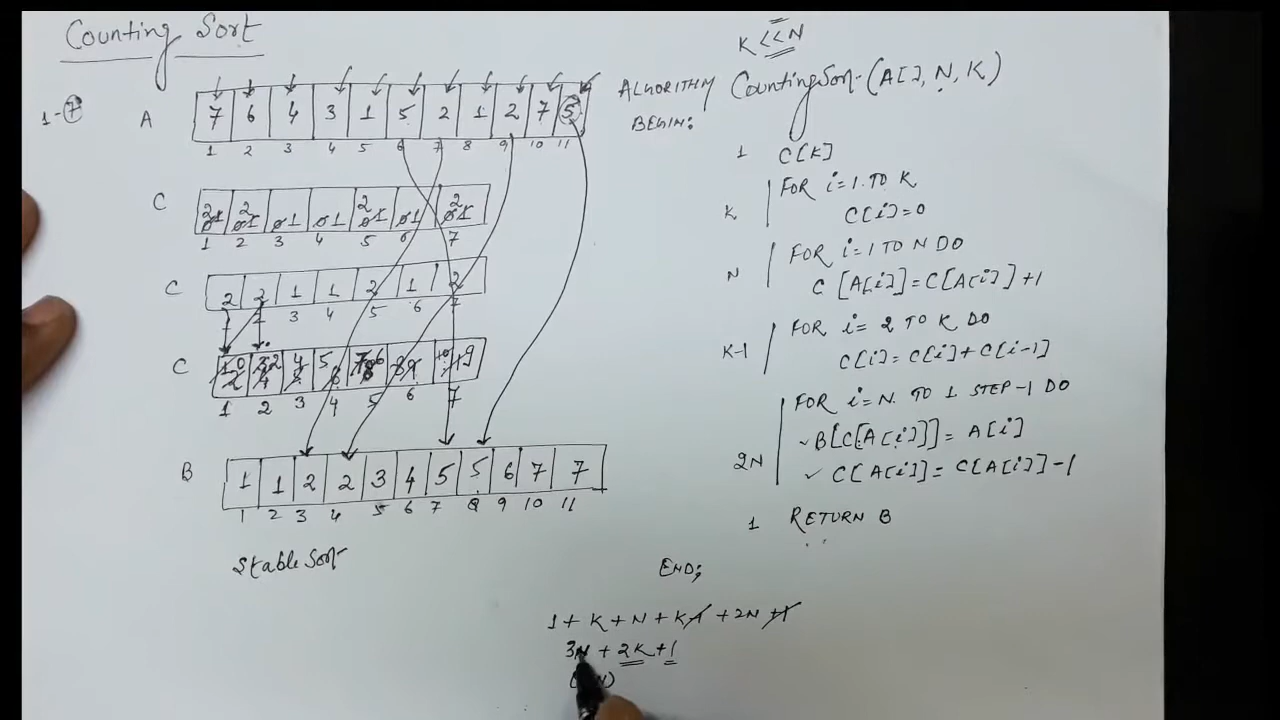 Counting Sort
K << N
ALGORITHM CountingSort (A[], N, K)
BEGIN:
1-7
A 7 6 4 3 1 5 2 1 2 7 5
1 2 3 4 5 6 7 8 9 10 11
1 C[K]
K FOR i=1 TO K
C[i]=0
C
1 2 3 4 5 6 7
N FOR i=1 TO N DO
C[A[i]]=C[A[i]]+1
C 2 2 1 1 2 1 2
1 2 3 4 5 6 7
K-1 FOR i=2 TO K DO
C[i]=C[i]+C[i-1]
C
1 2 3 4 5 6 7
2N FOR i=N TO 1 STEP-1 DO
B[C[A[i]]]=A[i]
C[A[i]]=C[A[i]]-1
B 1 1 2 2 3 4 5 5 6 7 7
1 2 3 4 5 6 7 8 9 10 11
1 RETURN B
Stable Sort
END;
1+K+N+K-1+2N+1
3N+2K+1